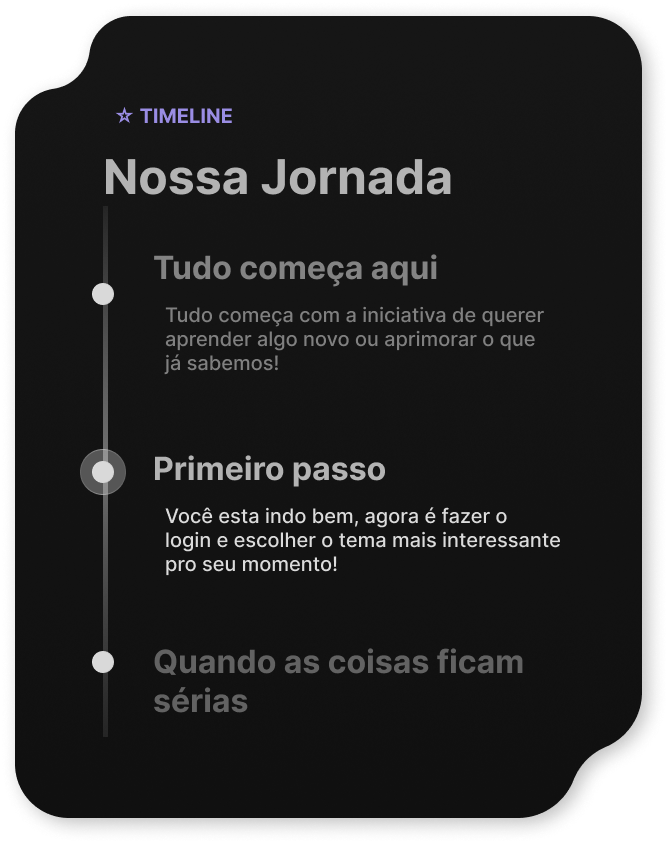 ☆ TIMELINE
Nossa Jornada
Tudo começa aqui
Tudo começa com a iniciativa de querer
aprender algo novo ou aprimorar o que
já sabemos!
Primeiro passo
Você esta indo bem, agora é fazer o
login e escolher o tema mais interessante
pro seu momento!
Quando as coisas ficam
sérias